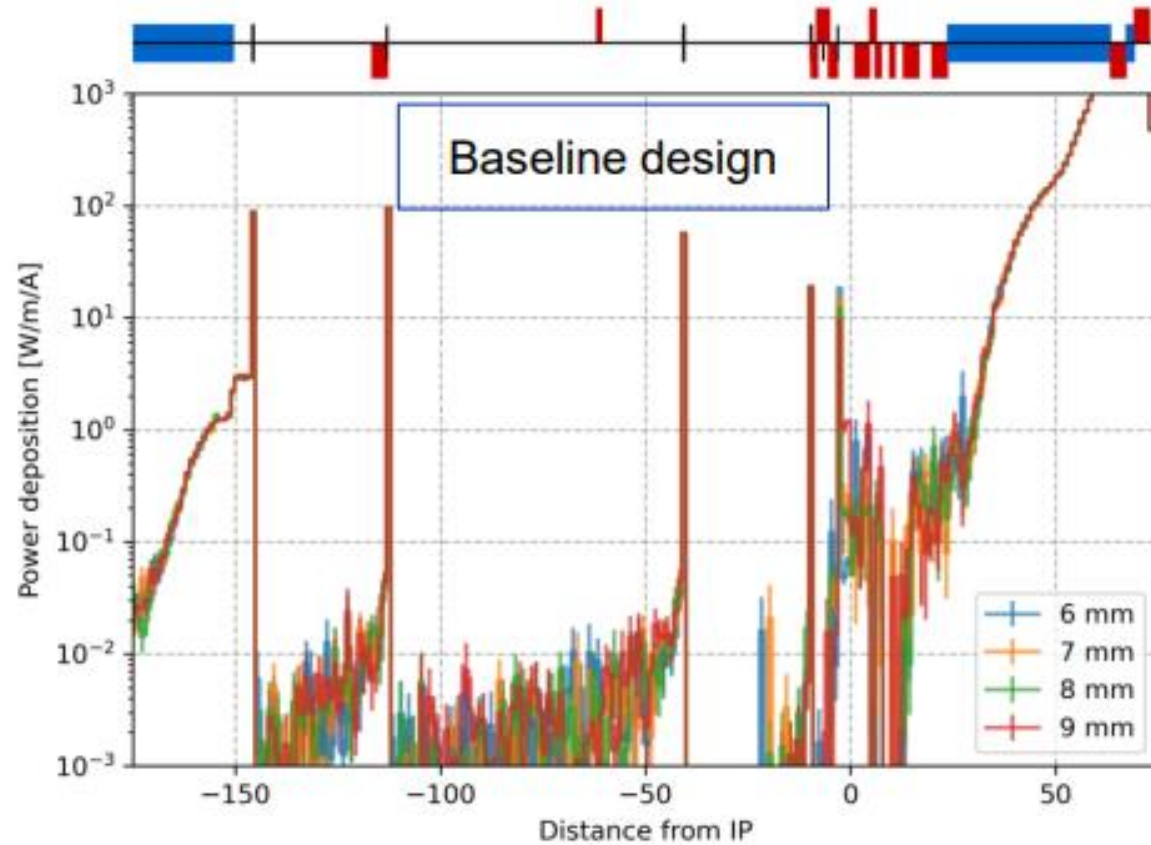 Baseline design
10³
10²
10¹
10⁰
10⁻¹
10⁻²
10⁻³
Power deposition [W/m/A]
6 mm
7 mm
8 mm
9 mm
−150
−100
−50
0
50
Distance from IP